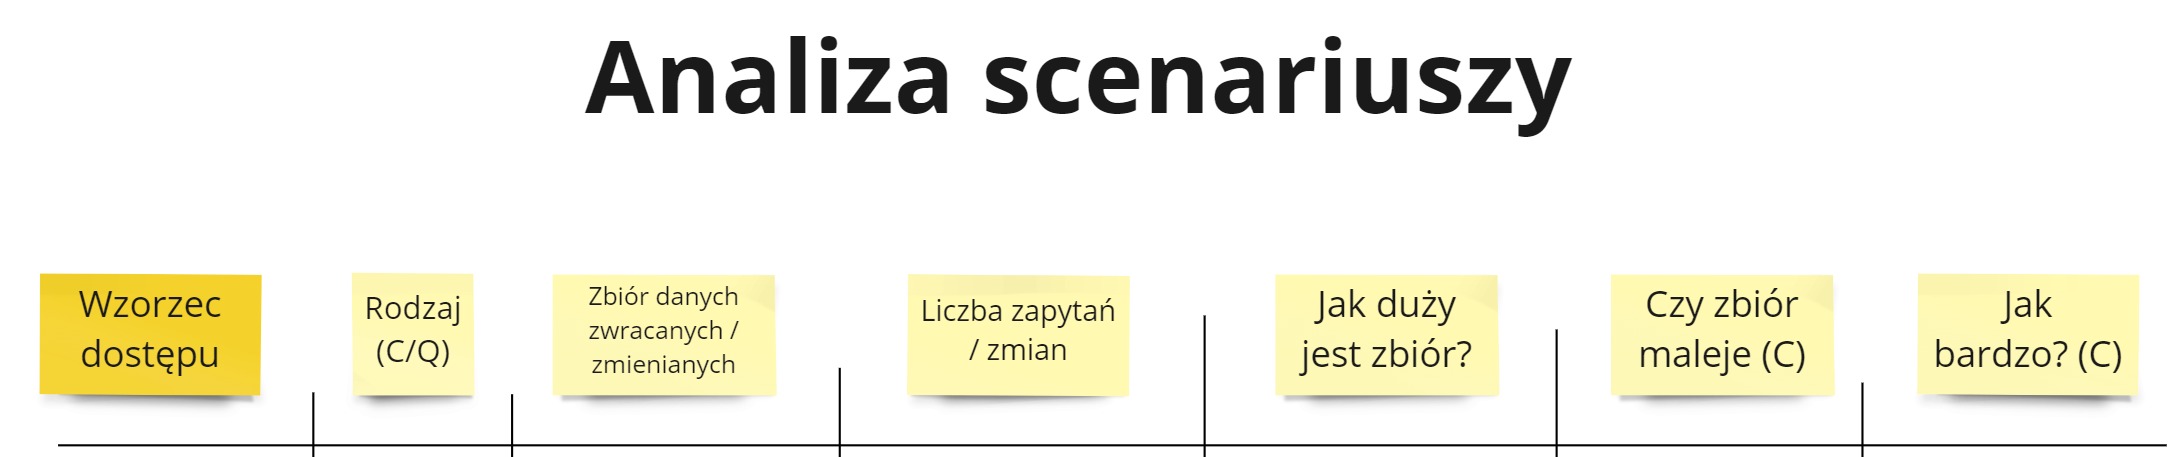 Analiza scenariuszy
Wzorzec
dostępu
Rodzaj
(C/Q)
Zbiór danych
zwracanych /
zmienianych
Liczba zapytań
/ zmian
Jak duży
jest zbiór?
Czy zbiór
maleje (C)
Jak
bardzo? (C)